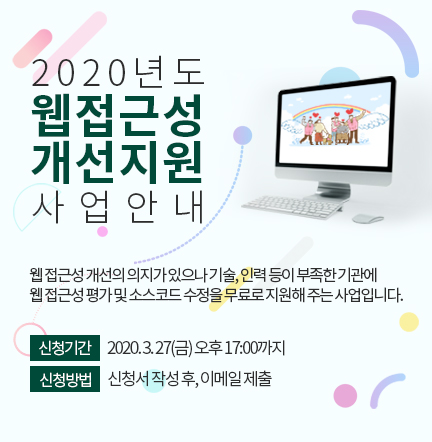 2020년도
웹접근성
개선지원
사업안내
웹 접근성 개선의 의지가 있으나 기술, 인력 등이 부족한 기관에
웹 접근성 평가 및 소스코드 수정을 무료로 지원해 주는 사업입니다.
신청기간 2020. 3. 27(금) 오후 17:00까지
신청방법 신청서 작성 후, 이메일 제출